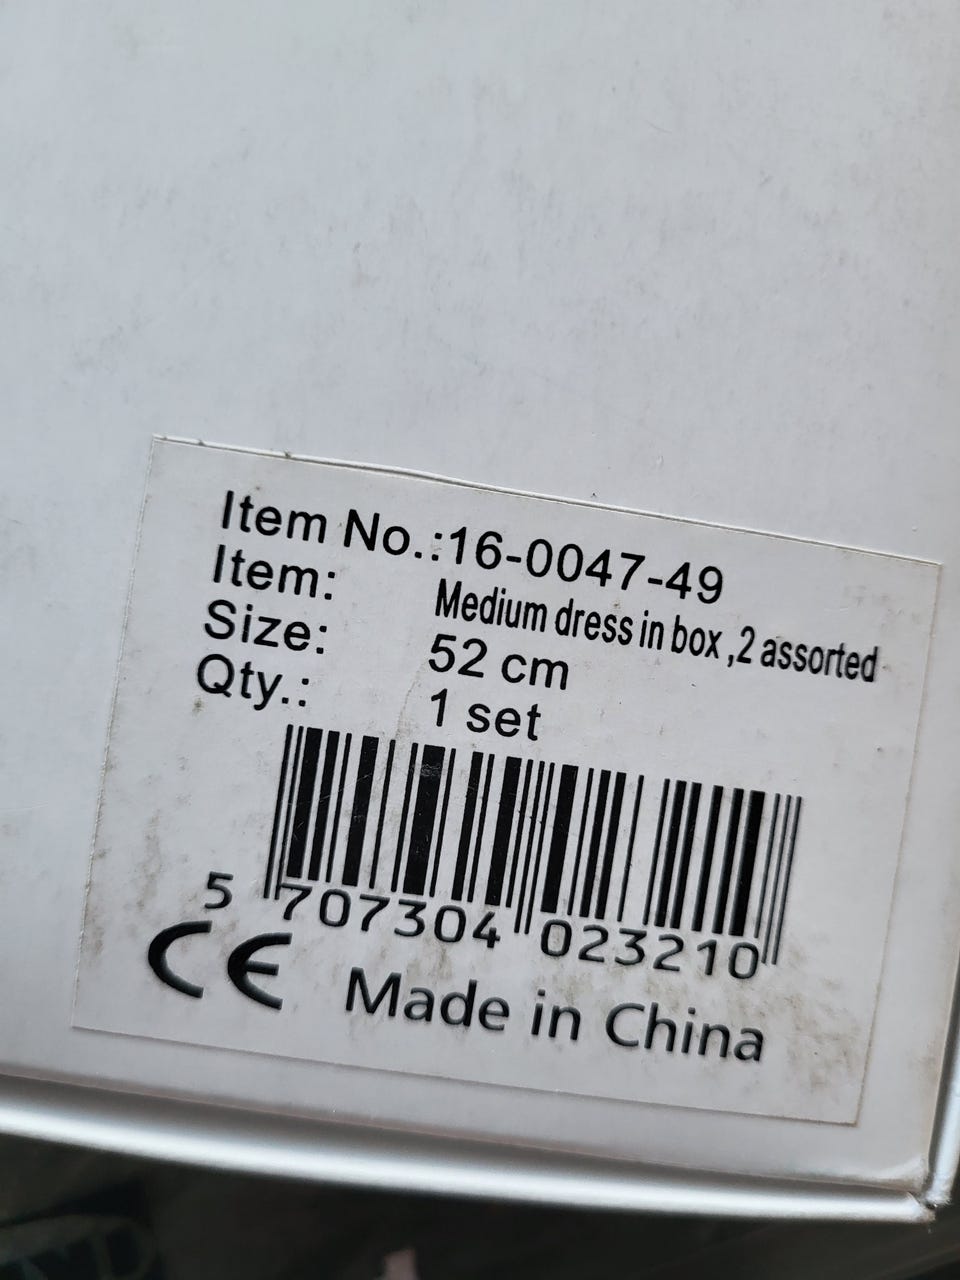 Item No.:16-0047-49
Item: Medium dress in box ,2 assorted
Size: 52 cm
Qty.: 1 set
5 707304 023210
CE Made in China